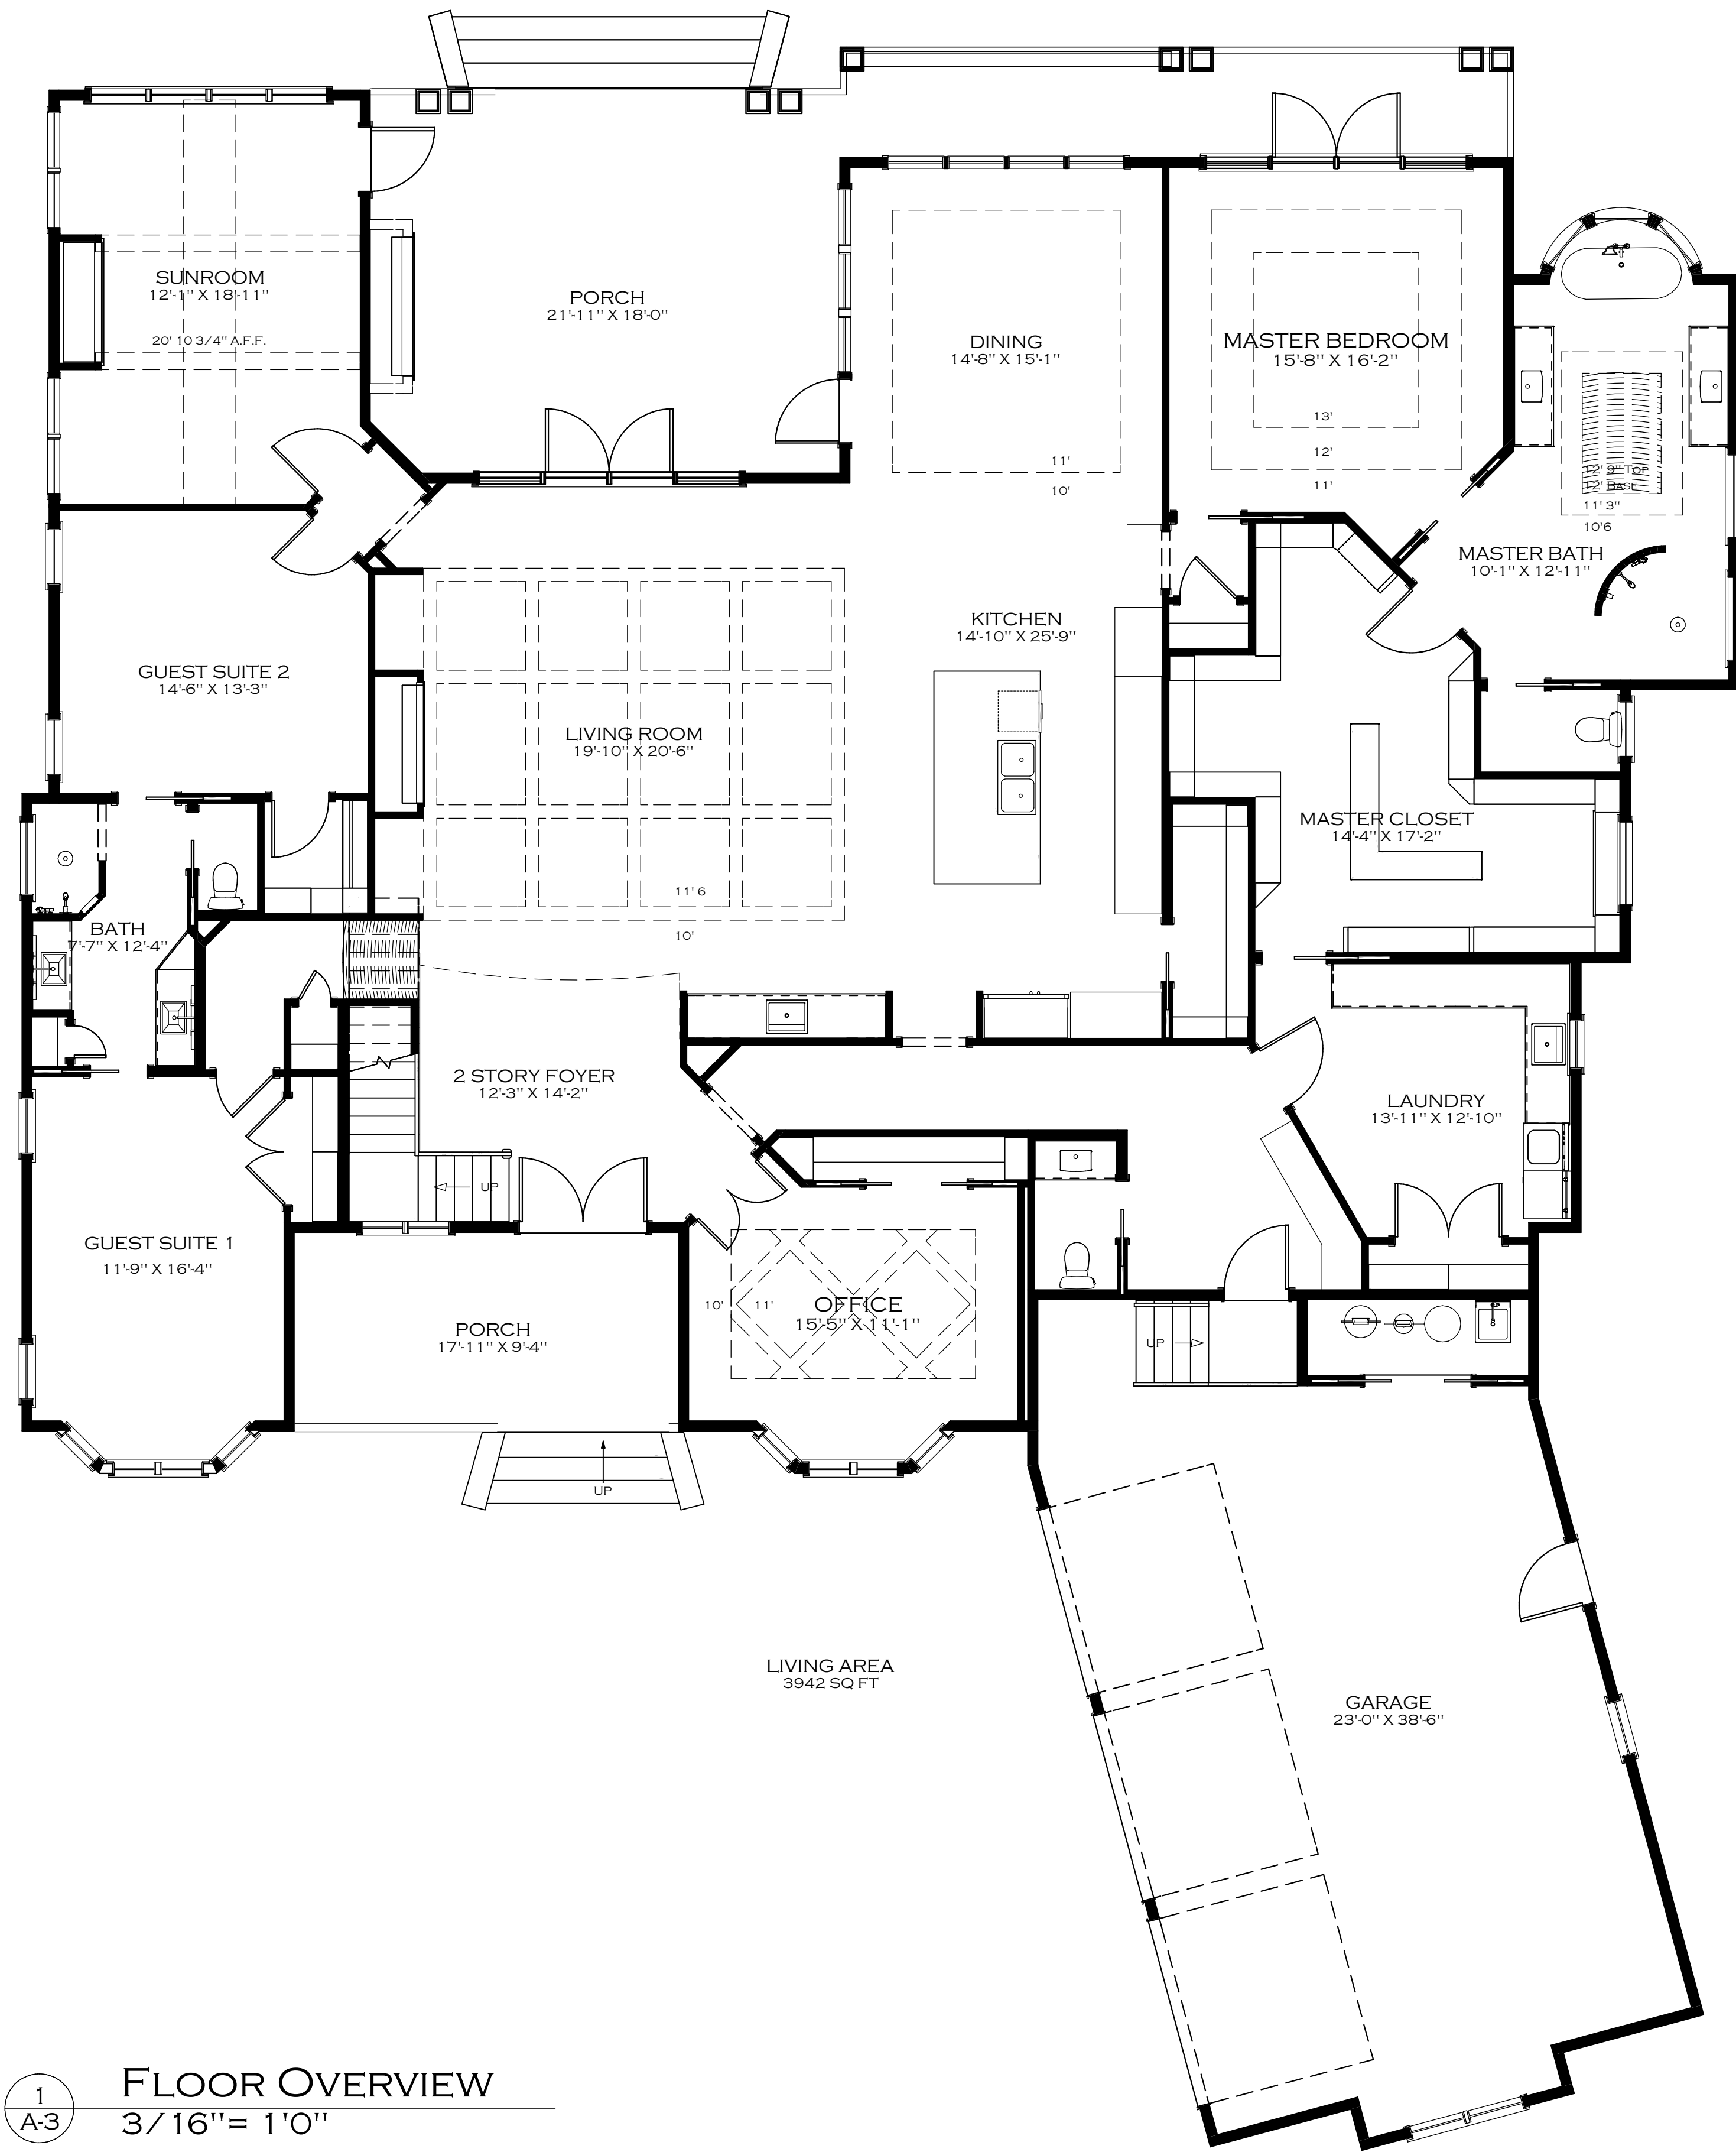 SUNROOM
12'-1" X 18'-11"
20' 10 3/4" A.F.F.
PORCH
21'-11" X 18'-0"
DINING
14'-8" X 15'-1"
11'
10'
MASTER BEDROOM
15'-8" X 16'-2"
13'
12'
11'
12' 9" TOP
12' BASE
11' 3"
10'6
MASTER BATH
10'-1" X 12'-11"
KITCHEN
14'-10" X 25'-9"
GUEST SUITE 2
14'-6" X 13'-3"
LIVING ROOM
19'-10" X 20'-6"
11' 6
10'
MASTER CLOSET
14'-4" X 17'-2"
BATH
7'-7" X 12'-4"
2 STORY FOYER
12'-3" X 14'-2"
UP
LAUNDRY
13'-11" X 12'-10"
GUEST SUITE 1
11'-9" X 16'-4"
PORCH
17'-11" X 9'-4"
UP
10'
11'
OFFICE
15'-5" X 11'-1"
UP
LIVING AREA
3942 SQ FT
GARAGE
23'-0" X 38'-6"
1
A-3
FLOOR OVERVIEW
3/16"= 1'0"